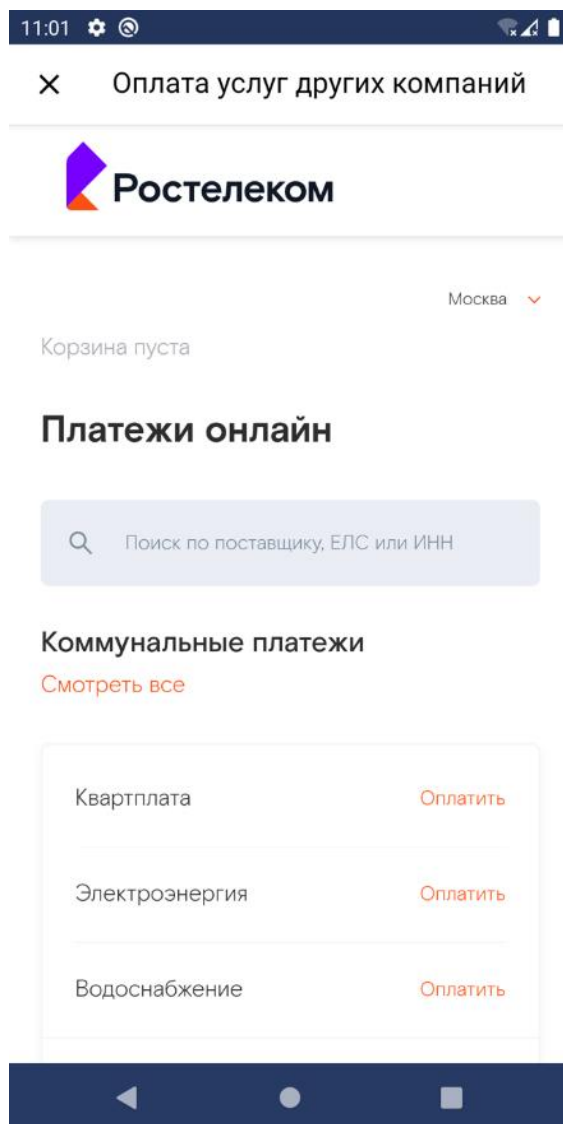 11:01
Оплата услуг других компаний
Ростелеком
Москва
Корзина пуста
Платежи онлайн
Поиск по поставщику, ЕЛС или ИНН
Коммунальные платежи
Смотреть все
Квартплата Оплатить
Электроэнергия Оплатить
Водоснабжение Оплатить